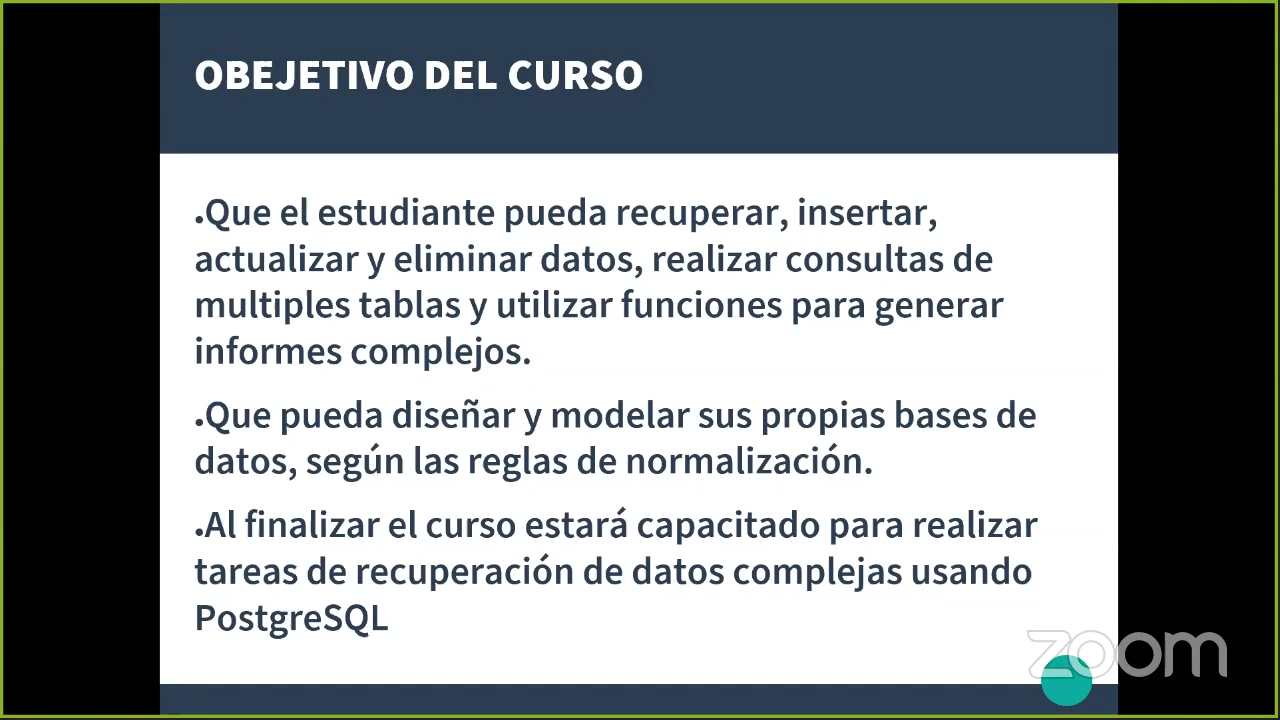 OBEJETIVO DEL CURSO
•Que el estudiante pueda recuperar, insertar,
actualizar y eliminar datos, realizar consultas de
multiples tablas y utilizar funciones para generar
informes complejos.
•Que pueda diseñar y modelar sus propias bases de
datos, según las reglas de normalización.
•Al finalizar el curso estará capacitado para realizar
tareas de recuperación de datos complejas usando
PostgreSQL
zoom